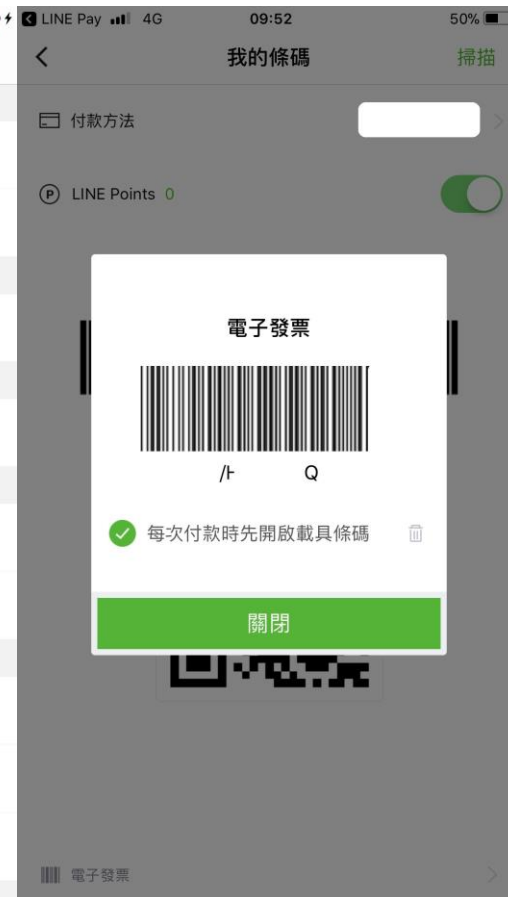 LINE Pay 4G 09:52 50%
我的條碼 掃描
付款方法
P LINE Points 0
電子發票
/ Q
每次付款時先開啟載具條碼
關閉
電子發票